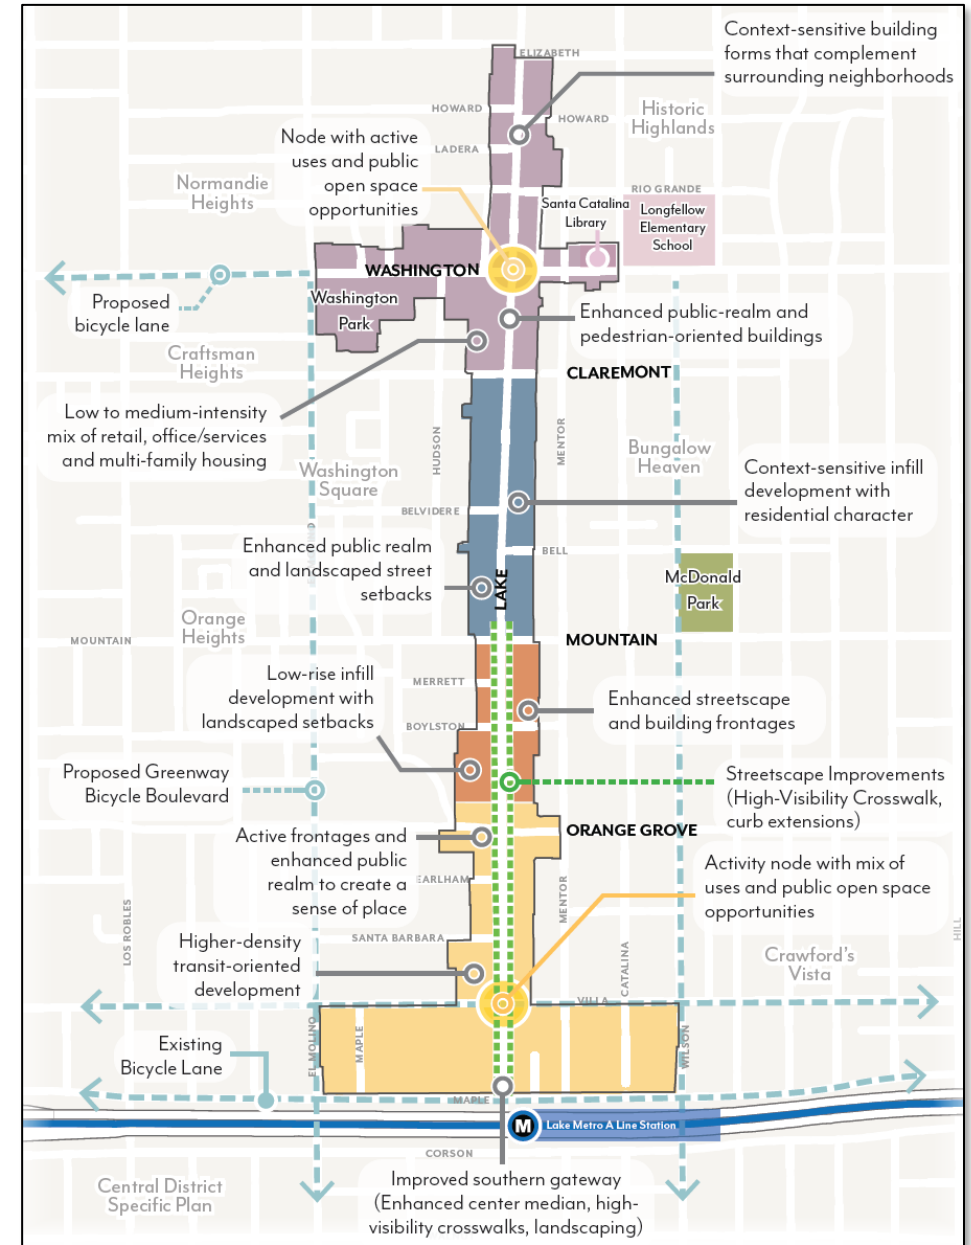 Context-sensitive building
forms that complement
surrounding neighborhoods
ELIZABETH
HOWARD
HOWARD
LADERA
Historic
Highlands
Node with active
uses and public
open space
opportunities
Normandie
Heights
RIO GRANDE
Santa Catalina
Library
Longfellow
Elementary
School
WASHINGTON
Washington
Park
Proposed
bicycle lane
Enhanced public-realm and
pedestrian-oriented buildings
Craftsman
Heights
CLAREMONT
Low to medium-intensity
mix of retail, office/services
and multi-family housing
HUDSON
MENTOR
Bungalow
Heaven
Washington
Square
Context-sensitive infill
development with
residential character
BELVIDERE
Enhanced public realm
and landscaped street
setbacks
BELL
LAKE
McDonald
Park
Orange
Heights
MOUNTAIN
MOUNTAIN
Low-rise infill
development with
landscaped setbacks
MERRETT
BOYLSTON
Enhanced streetscape
and building frontages
Proposed Greenway
Bicycle Boulevard
Streetscape Improvements
(High-Visibility Crosswalk,
curb extensions)
Active frontages and
enhanced public
realm to create a
sense of place
ORANGE GROVE
EARLHAM
MENTOR
Activity node with mix of
uses and public open space
opportunities
LOS ROBLES
SANTA BARBARA
Higher-density
transit-oriented
development
CATALINA
Crawford's
Vista
HILL
VILLA
EL MOLINO
MAPLE
WILSON
Existing
Bicycle Lane
MAPLE
M
Lake Metro A Line Station
CORSON
Central District
Specific Plan
Improved southern gateway
(Enhanced center median, high-
visibility crosswalks, landscaping)